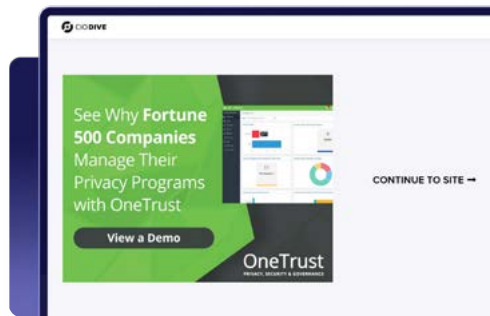 CIODIVE
See Why Fortune
500 Companies
Manage Their
Privacy Programs
with OneTrust
View a Demo
OneTrust
PRIVACY, SECURITY & GOVERNANCE
CONTINUE TO SITE ➞